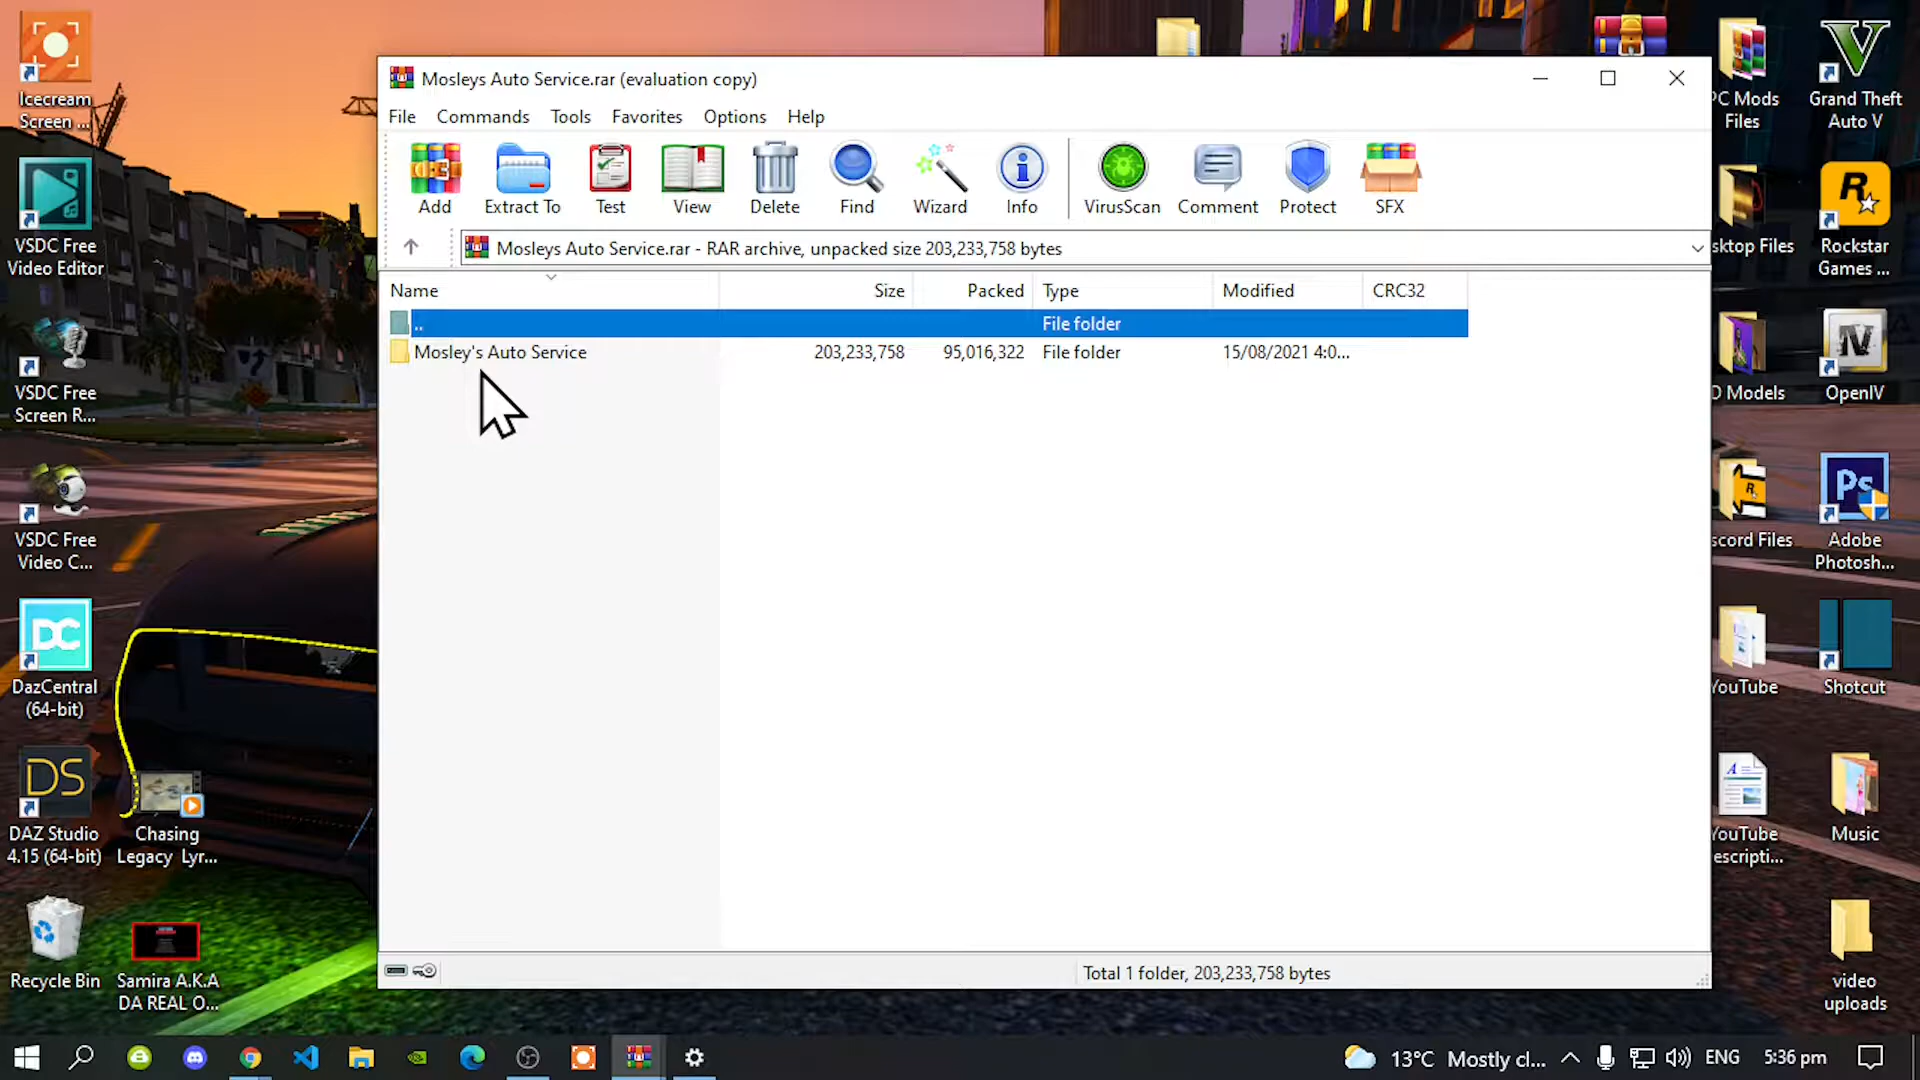 Icecream
Screen ...
VSDC Free
Video Editor
VSDC Free
Screen R...
VSDC Free
Video C...
DC
DazCentral
(64-bit)
DS
DAZ Studio
4.15 (64-bit)
Chasing
Legacy Lyr...
Recycle Bin
Samira A.K.A
DA REAL O...
Mosleys Auto Service.rar (evaluation copy)
File Commands Tools Favorites Options Help
Add Extract To Test View Delete Find Wizard Info VirusScan Comment Protect SFX
Mosleys Auto Service.rar - RAR archive, unpacked size 203,233,758 bytes
Name Size Packed Type Modified CRC32
.. File folder
Mosley's Auto Service 203,233,758 95,016,322 File folder 15/08/2021 4:0...
Total 1 folder, 203,233,758 bytes
PC Mods
Files
Grand Theft
Auto V
sktop Files
Rockstar
Games ...
D Models
IV
OpenIV
scord Files
Ps
Adobe
Photosh...
YouTube
Shotcut
YouTube
escripti...
Music
video
uploads
13°C Mostly cl...
ENG
5:36 pm